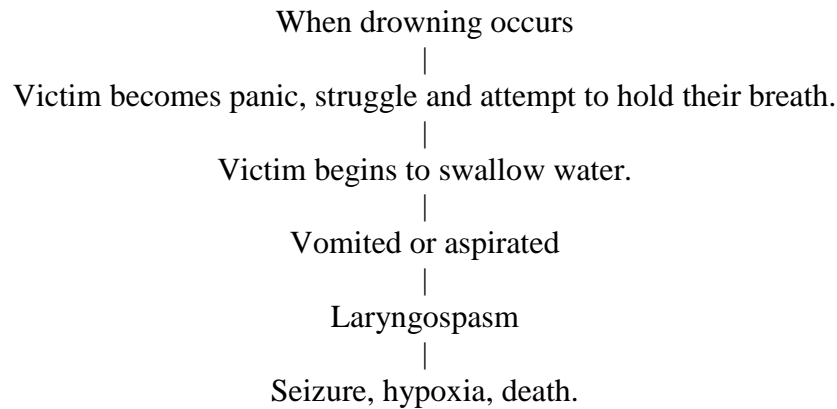 When drowning occurs
|
Victim becomes panic, struggle and attempt to hold their breath.
|
Victim begins to swallow water.
|
Vomited or aspirated
|
Laryngospasm
|
Seizure, hypoxia, death.